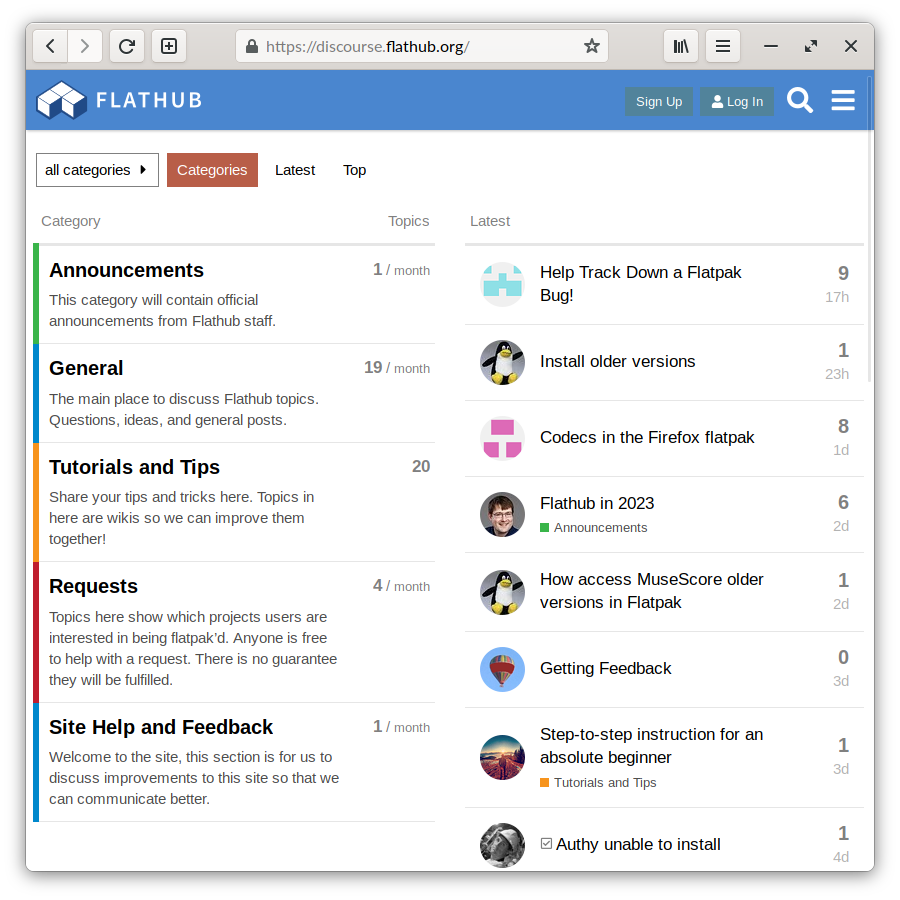 https://discourse.flathub.org/
FLATHUB
Sign Up
Log In
all categories
Categories
Latest
Top
Category
Topics
Announcements
1 / month
This category will contain official
announcements from Flathub staff.
General
19 / month
The main place to discuss Flathub topics.
Questions, ideas, and general posts.
Tutorials and Tips
20
Share your tips and tricks here. Topics in
here are wikis so we can improve them
together!
Requests
4 / month
Topics here show which projects users are
interested in being flatpak'd. Anyone is free
to help with a request. There is no guarantee
they will be fulfilled.
Site Help and Feedback
1 / month
Welcome to the site, this section is for us to
discuss improvements to this site so that we
can communicate better.
Latest
Help Track Down a Flatpak
Bug!
9
17h
Install older versions
1
23h
Codecs in the Firefox flatpak
8
1d
Flathub in 2023
Announcements
6
2d
How access MuseScore older
versions in Flatpak
1
2d
Getting Feedback
0
3d
Step-to-step instruction for an
absolute beginner
Tutorials and Tips
1
3d
Authy unable to install
1
4d